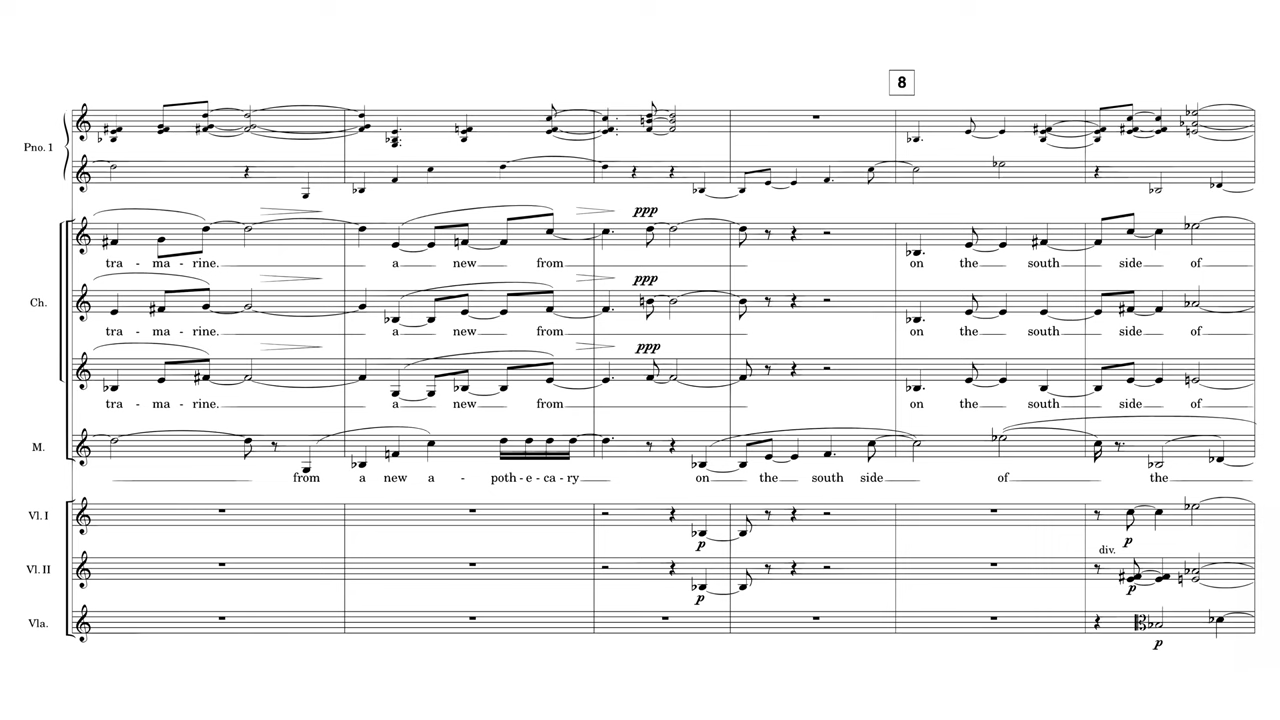 8
Pno. 1
ppp
tra - ma - rine. a new from on the south side of
ppp
Ch.
tra - ma - rine. a new from on the south side of
ppp
tra - ma - rine. a new from on the south side of
M.
from a new a - poth - e - ca - ry on the south side of the
Vl. I
p p
div.
Vl. II
p p
Vla.
p